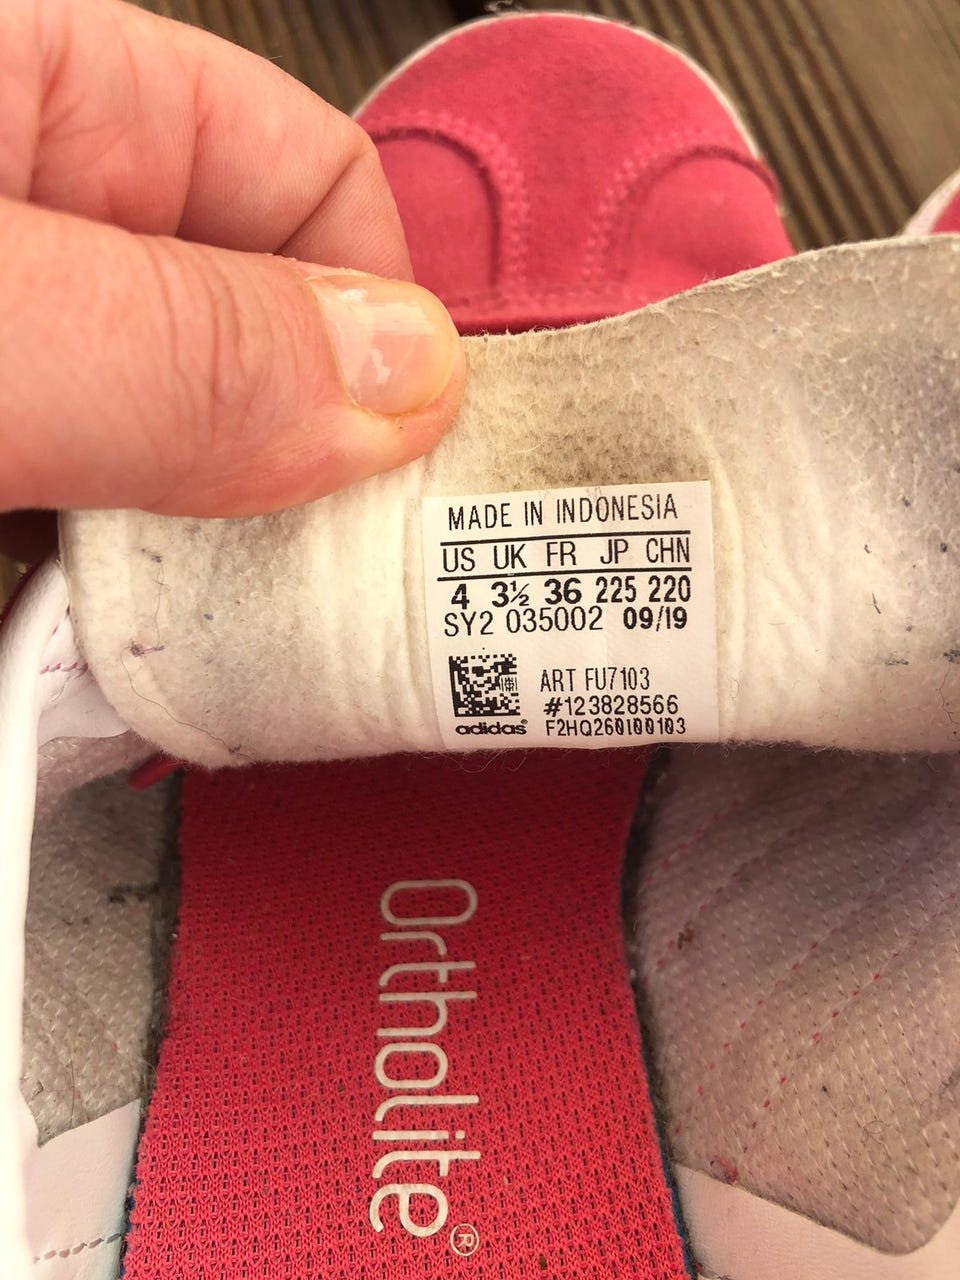 MADE IN INDONESIA
US UK FR JP CHN
4 3½ 36 225 220
SY2 035002 09/19
ART FU7103
#123828566
adidas® F2HQ260100103
Ortholite®